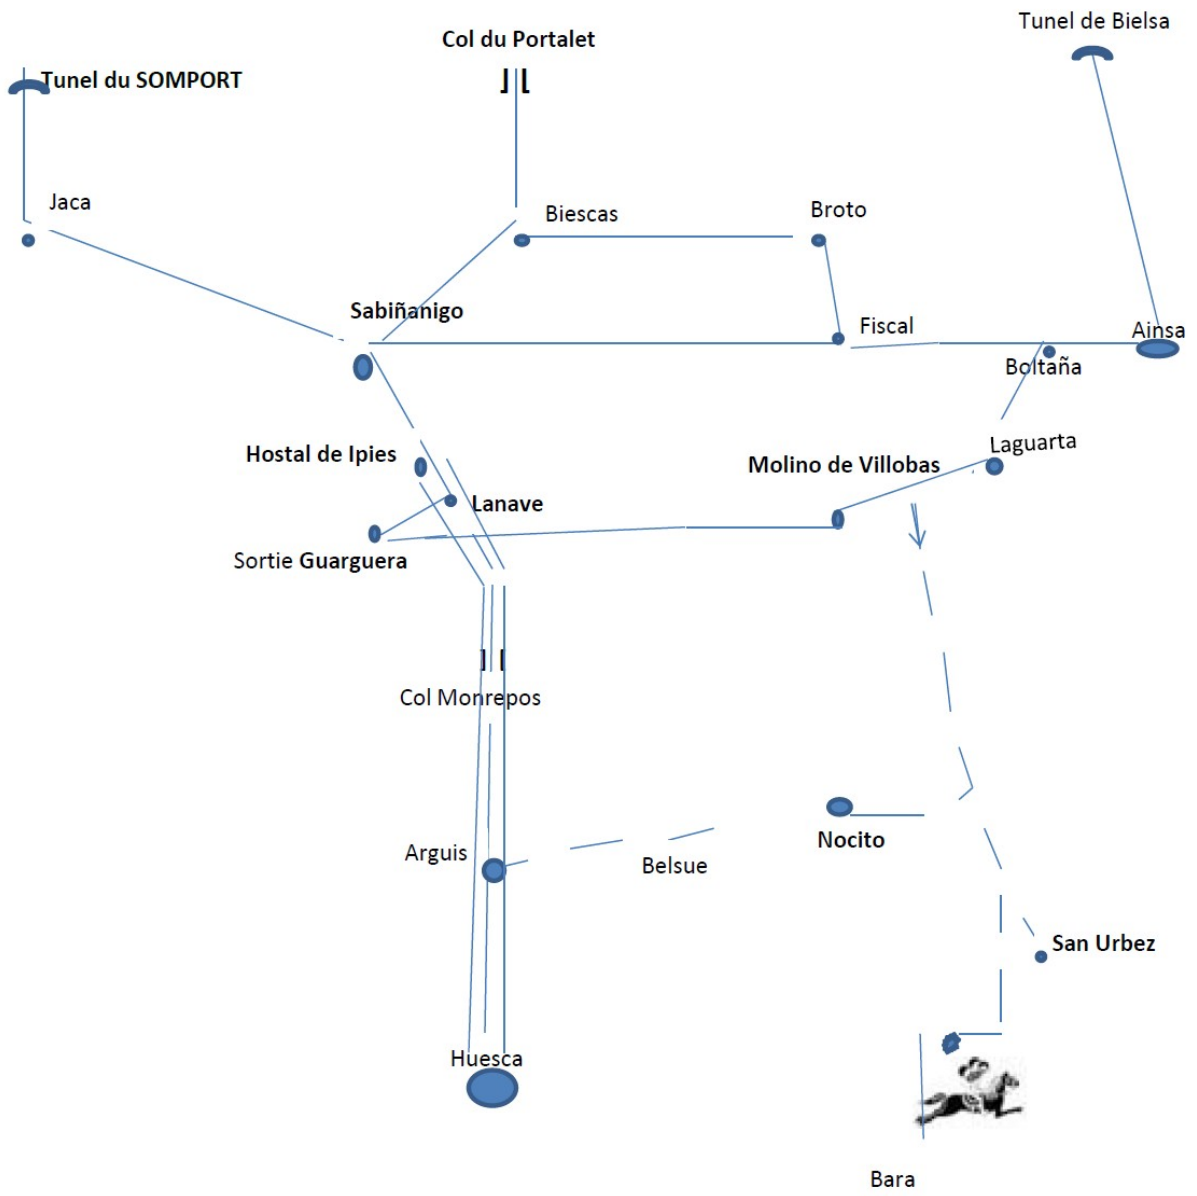 Tunel de Bielsa
Col du Portalet
Tunel du SOMPORT
Jaca
Biescas
Broto
Sabiñanigo
Fiscal
Ainsa
Boltaña
Hostal de Ipies
Laguarta
Molino de Villobas
Lanave
Sortie Guarguera
Col Monrepos
Nocito
Arguis
Belsue
San Urbez
Huesca
Bara